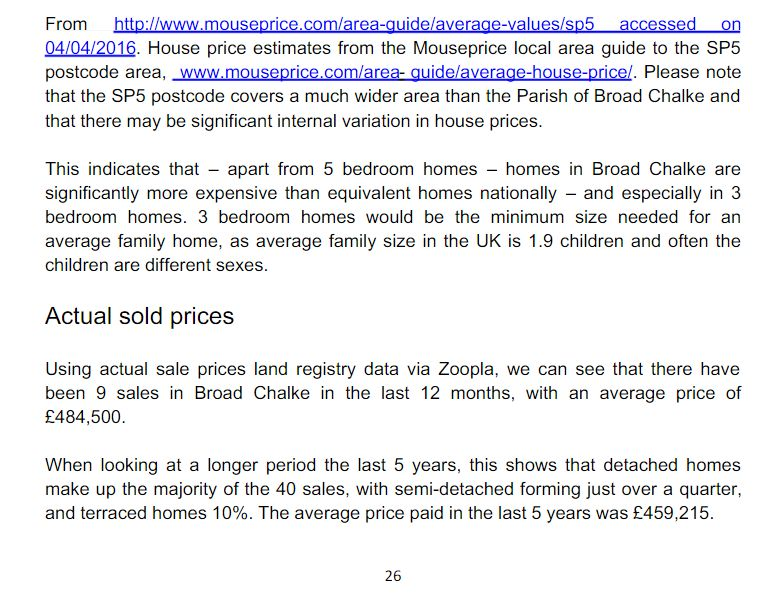 From http://www.mouseprice.com/area-guide/average-values/sp5 accessed on
04/04/2016. House price estimates from the Mouseprice local area guide to the SP5
postcode area, www.mouseprice.com/area- guide/average-house-price/. Please note
that the SP5 postcode covers a much wider area than the Parish of Broad Chalke and
that there may be significant internal variation in house prices.
This indicates that – apart from 5 bedroom homes – homes in Broad Chalke are
significantly more expensive than equivalent homes nationally – and especially in 3
bedroom homes. 3 bedroom homes would be the minimum size needed for an
average family home, as average family size in the UK is 1.9 children and often the
children are different sexes.
Actual sold prices
Using actual sale prices land registry data via Zoopla, we can see that there have
been 9 sales in Broad Chalke in the last 12 months, with an average price of
£484,500.
When looking at a longer period the last 5 years, this shows that detached homes
make up the majority of the 40 sales, with semi-detached forming just over a quarter,
and terraced homes 10%. The average price paid in the last 5 years was £459,215.
26